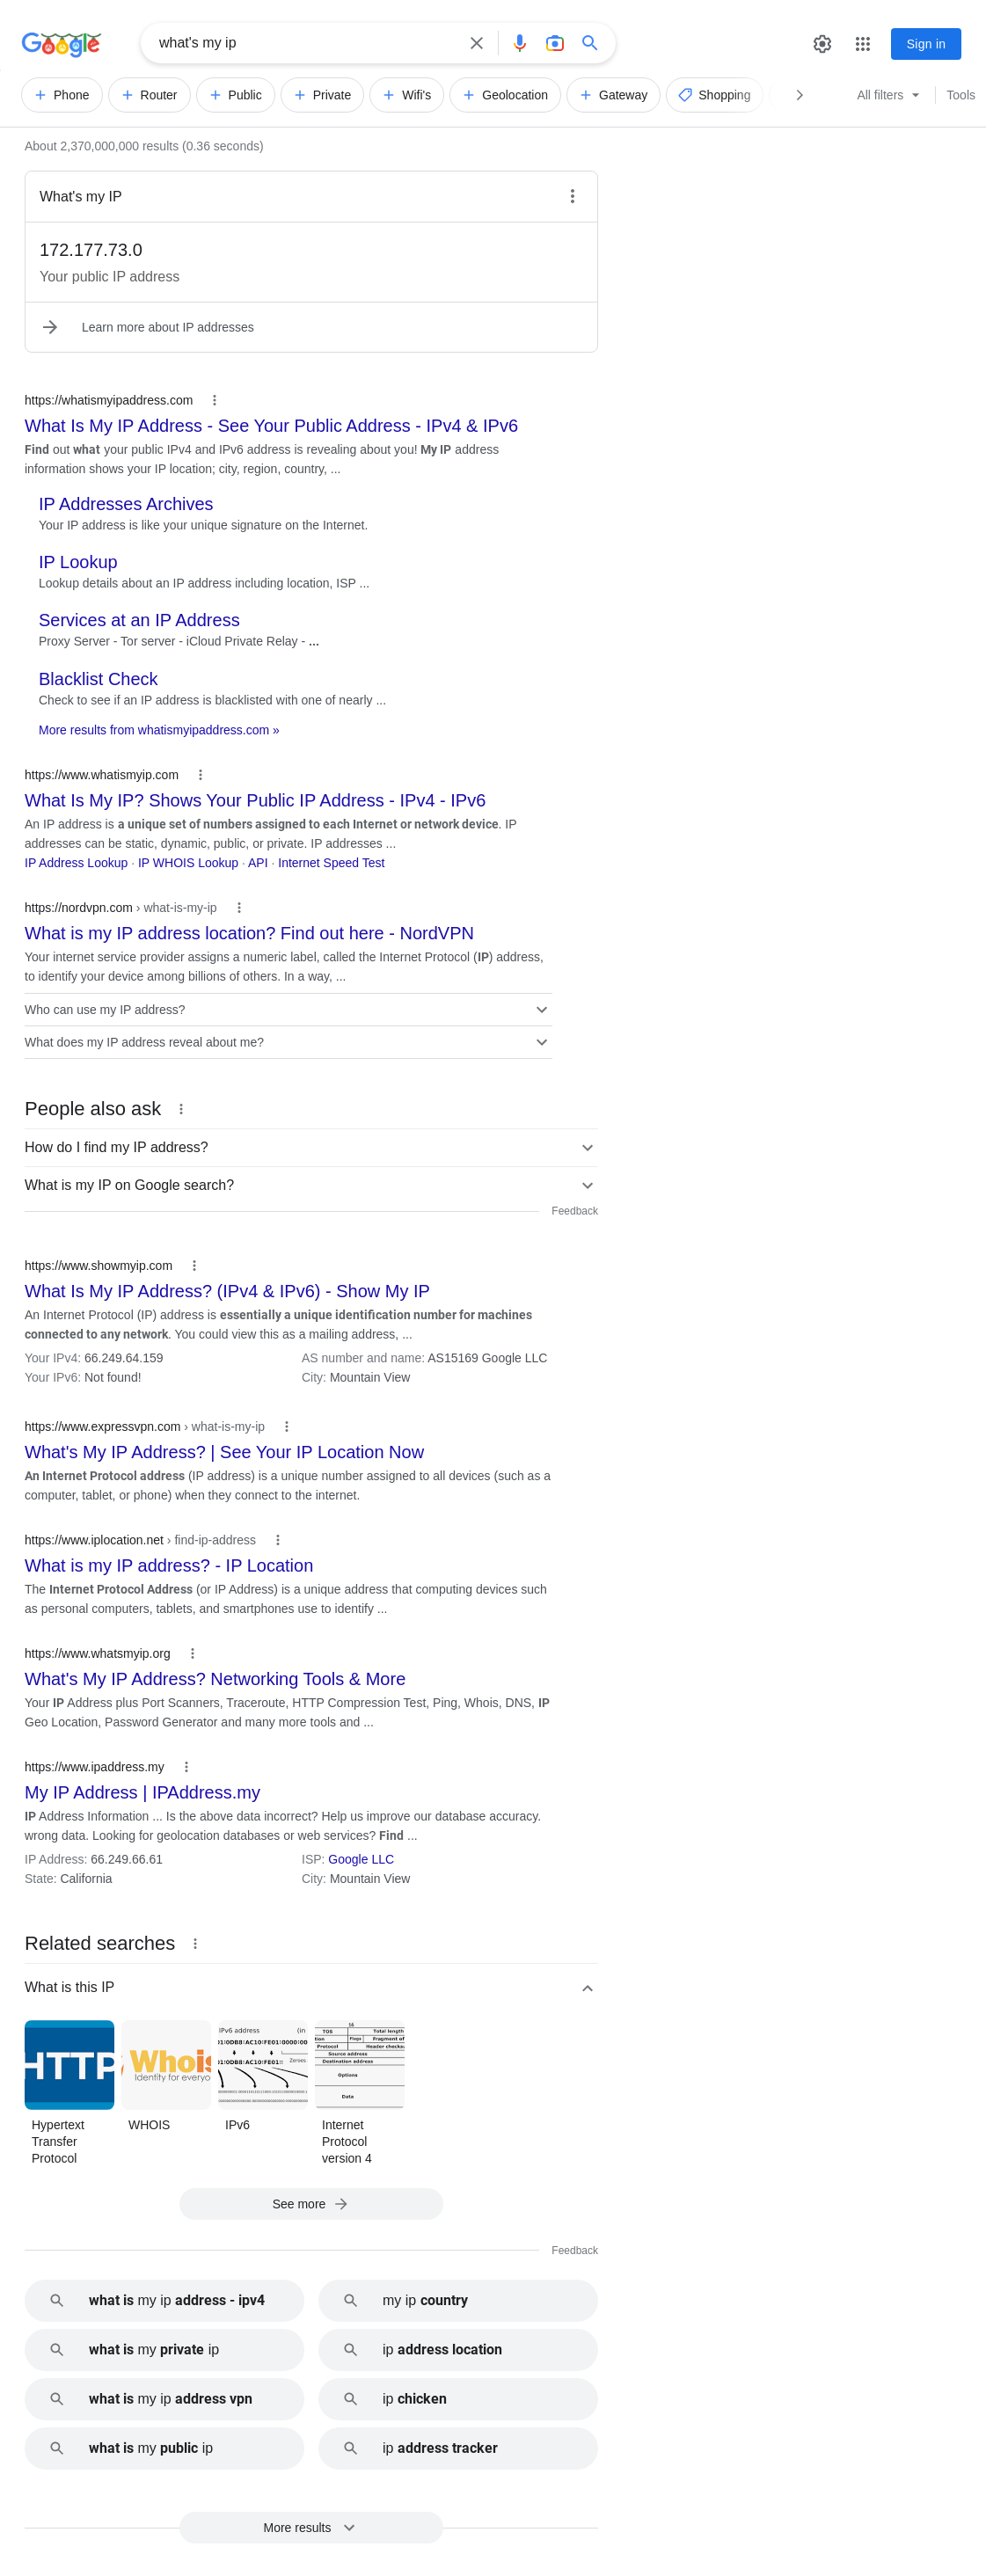 Google
what's my ip
Sign in
Phone
Router
Public
Private
Wifi's
Geolocation
Gateway
Shopping
All filters
Tools
About 2,370,000,000 results (0.36 seconds)
What's my IP
172.177.73.0
Your public IP address
Learn more about IP addresses
https://whatismyipaddress.com
What Is My IP Address - See Your Public Address - IPv4 & IPv6
Find out what your public IPv4 and IPv6 address is revealing about you! My IP address
information shows your IP location; city, region, country, ...
IP Addresses Archives
Your IP address is like your unique signature on the Internet.
IP Lookup
Lookup details about an IP address including location, ISP ...
Services at an IP Address
Proxy Server - Tor server - iCloud Private Relay - ...
Blacklist Check
Check to see if an IP address is blacklisted with one of nearly ...
More results from whatismyipaddress.com »
https://www.whatismyip.com
What Is My IP? Shows Your Public IP Address - IPv4 - IPv6
An IP address is a unique set of numbers assigned to each Internet or network device. IP
addresses can be static, dynamic, public, or private. IP addresses ...
IP Address Lookup · IP WHOIS Lookup · API · Internet Speed Test
https://nordvpn.com › what-is-my-ip
What is my IP address location? Find out here - NordVPN
Your internet service provider assigns a numeric label, called the Internet Protocol (IP) address,
to identify your device among billions of others. In a way, ...
Who can use my IP address?
What does my IP address reveal about me?
People also ask
How do I find my IP address?
What is my IP on Google search?
Feedback
https://www.showmyip.com
What Is My IP Address? (IPv4 & IPv6) - Show My IP
An Internet Protocol (IP) address is essentially a unique identification number for machines
connected to any network. You could view this as a mailing address, ...
Your IPv4: 66.249.64.159
AS number and name: AS15169 Google LLC
Your IPv6: Not found!
City: Mountain View
https://www.expressvpn.com › what-is-my-ip
What's My IP Address? | See Your IP Location Now
An Internet Protocol address (IP address) is a unique number assigned to all devices (such as a
computer, tablet, or phone) when they connect to the internet.
https://www.iplocation.net › find-ip-address
What is my IP address? - IP Location
The Internet Protocol Address (or IP Address) is a unique address that computing devices such
as personal computers, tablets, and smartphones use to identify ...
https://www.whatsmyip.org
What's My IP Address? Networking Tools & More
Your IP Address plus Port Scanners, Traceroute, HTTP Compression Test, Ping, Whois, DNS, IP
Geo Location, Password Generator and many more tools and ...
https://www.ipaddress.my
My IP Address | IPAddress.my
IP Address Information ... Is the above data incorrect? Help us improve our database accuracy.
wrong data. Looking for geolocation databases or web services? Find ...
IP Address: 66.249.66.61
ISP: Google LLC
State: California
City: Mountain View
Related searches
What is this IP
HTTP
Whois
Identity for everyo
IPv6 address (in
Zeroes
16
TOS Total length
Flags Fragment of
Protocol Header checksu
Source address
Destination address
Options
Data
Hypertext
Transfer
Protocol
WHOIS
IPv6
Internet
Protocol
version 4
See more
Feedback
what is my ip address - ipv4
my ip country
what is my private ip
ip address location
what is my ip address vpn
ip chicken
what is my public ip
ip address tracker
More results